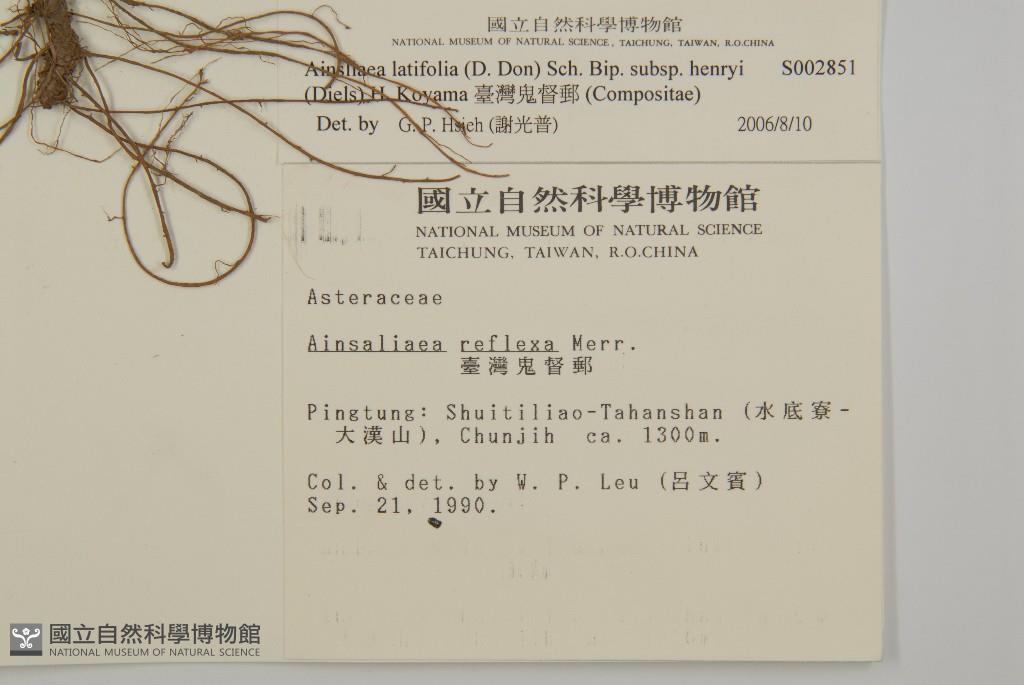 國立自然科學博物館
NATIONAL MUSEUM OF NATURAL SCIENCE, TAICHUNG, TAIWAN, R.O.CHINA
Ainsliaea latifolia (D. Don) Sch. Bip. subsp. henryi S002851
(Diels) H. Koyama 臺灣鬼督郵 (Compositae)
Det. by G. P. Hsieh (謝光普) 2006/8/10
國立自然科學博物館
NATIONAL MUSEUM OF NATURAL SCIENCE
TAICHUNG, TAIWAN, R.O.CHINA
Asteraceae
Ainsaliaea reflexa Merr.
臺灣鬼督郵
Pingtung: Shuitiliao-Tahanshan (水底寮-
大漢山), Chunjih ca. 1300m.
Col. & det. by W. P. Leu (呂文賓)
Sep. 21, 1990.
國立自然科學博物館
NATIONAL MUSEUM OF NATURAL SCIENCE